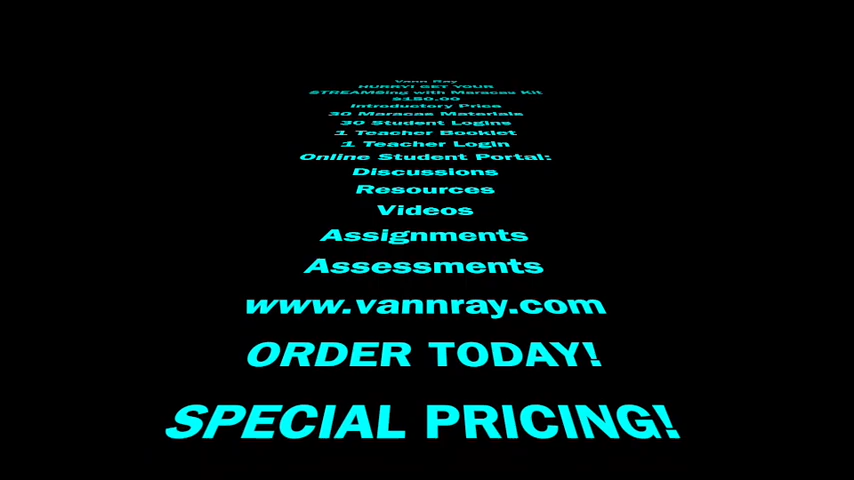 Vann Ray
HURRY! GET YOUR
STREAMSing with Maracau Kit
$150.00
Introductory Price
30 Maracas Materials
30 Student Logins
1 Teacher Booklet
1 Teacher Login
Online Student Portal:
Discussions
Resources
Videos
Assignments
Assessments
www.vannray.com
ORDER TODAY!
SPECIAL PRICING!